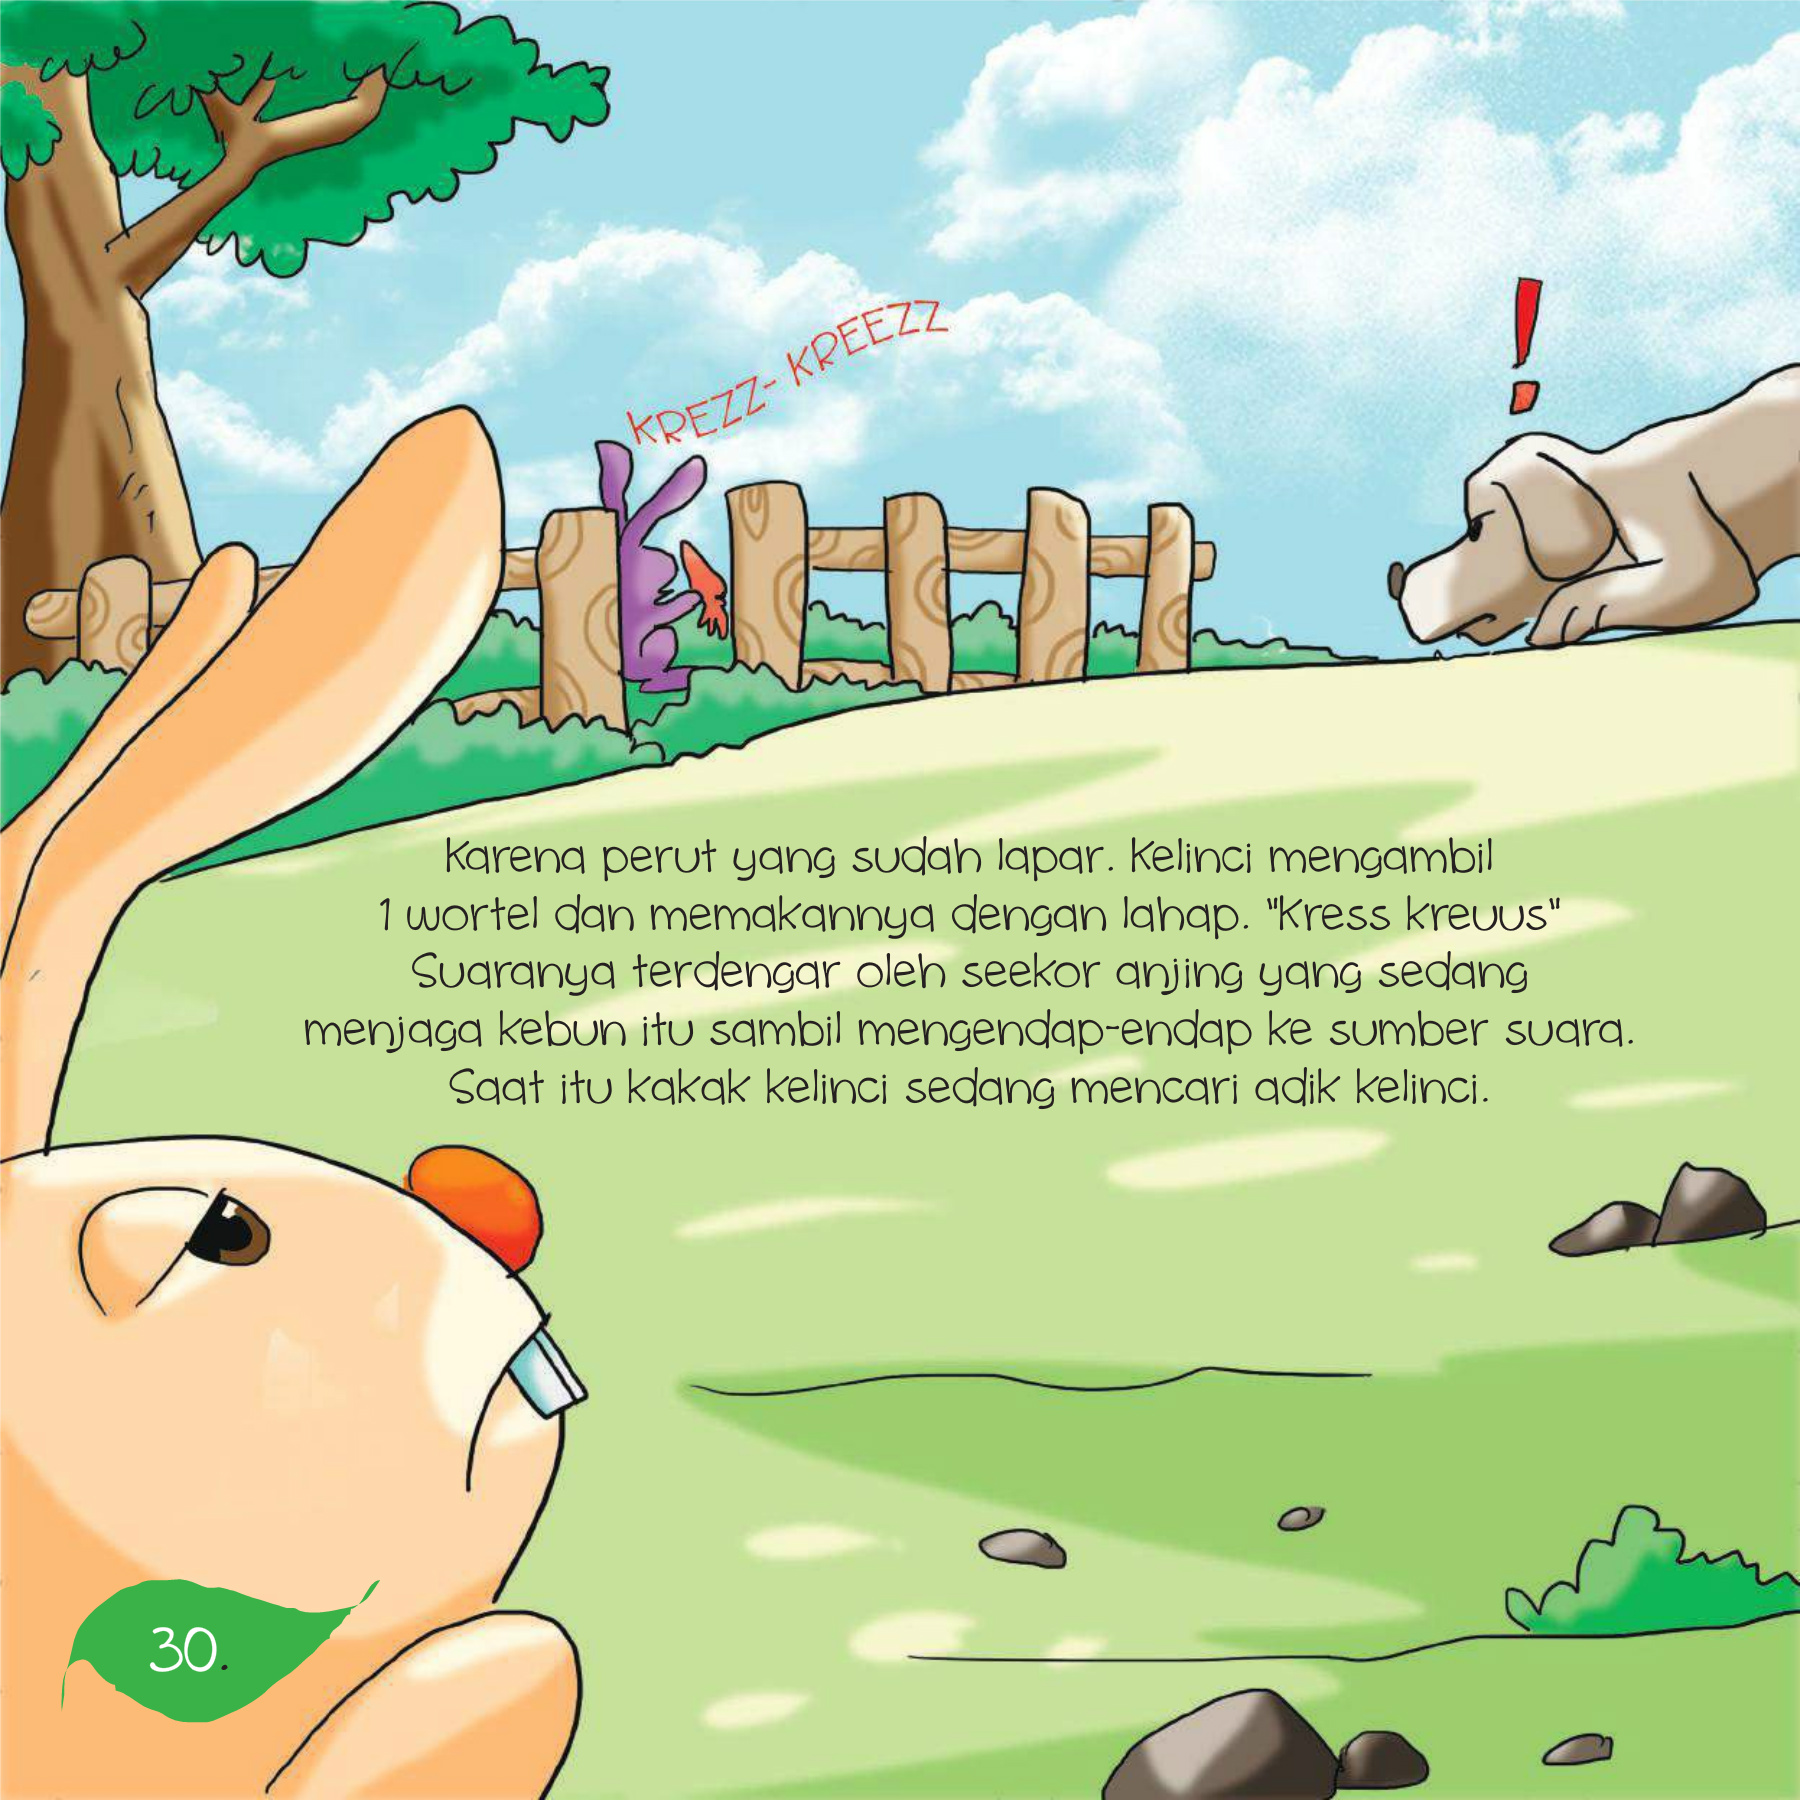 KREZZ- KREEZZ
Karena perut yang sudah lapar. Kelinci mengambil
1 wortel dan memakannya dengan lahap. "Kress kreuus"
Suaranya terdengar oleh seekor anjing yang sedang
menjaga kebun itu sambil mengendap-endap ke sumber suara.
Saat itu kakak kelinci sedang mencari adik kelinci.
30.